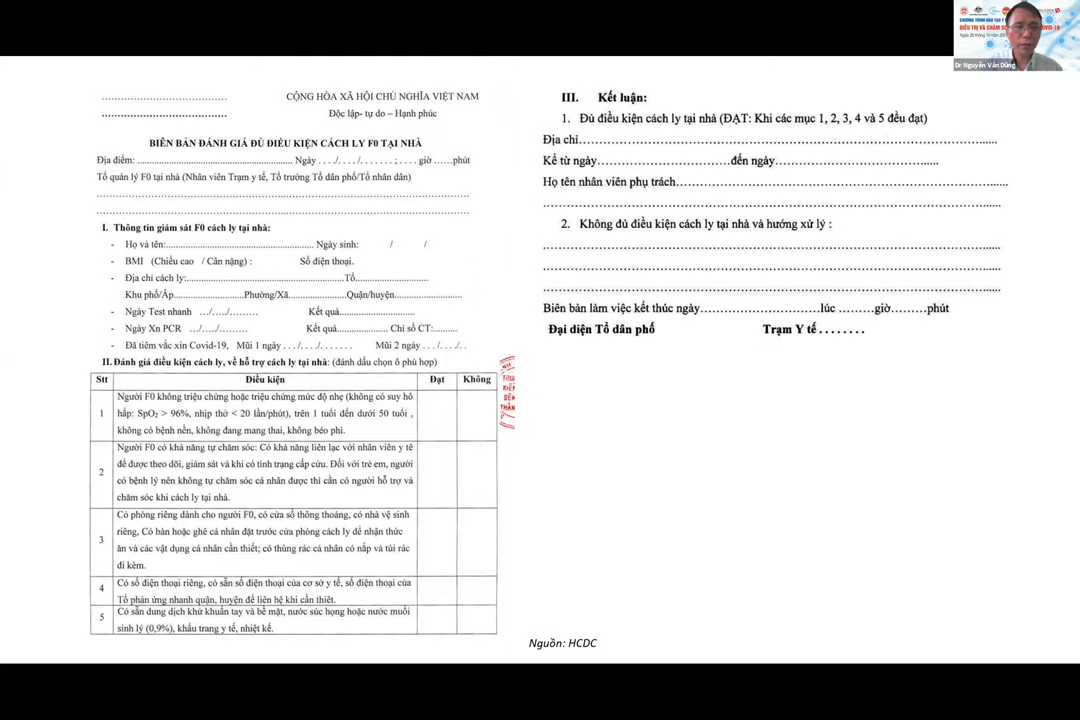 CHƯƠNG TRÌNH ĐÀO TẠO Y
ĐIỀU TRỊ VÀ CHĂM SÓ OVID-19
Dr Nguyễn Văn Dũng
CỘNG HÒA XÃ HỘI CHỦ NGHĨA VIỆT NAM
Độc lập- tự do – Hạnh phúc
BIÊN BẢN ĐÁNH GIÁ ĐỦ ĐIỀU KIỆN CÁCH LY F0 TẠI NHÀ
Địa điểm: ........................ Ngày . . . ./. . . . /. . . . . . . ; . . . . giờ ......phút
Tổ quản lý F0 tại nhà (Nhân viên Trạm y tế, Tổ trưởng Tổ dân phố/Tổ nhân dân)
I. Thông tin giám sát F0 cách ly tại nhà:
- Họ và tên:........................ Ngày sinh: / /
- BMI (Chiều cao / Cân nặng) : Số điện thoại.
- Địa chỉ cách ly:........................Tổ........................
Khu phố/Ấp........................Phường/Xã........................Quận/huyện........................
- Ngày Test nhanh .../...../......... Kết quả........................
- Ngày Xn PCR .../...../......... Kết quả..................... Chỉ số CT:.........
- Đã tiêm vắc xin Covid-19, Mũi 1 ngày . . . /. . . ./. . . . . . . Mũi 2 ngày . . . /. . . ./. .
II. Đánh giá điều kiện cách ly, về hỗ trợ cách ly tại nhà: (đánh dấu chọn ô phù hợp)
Stt Điều kiện Đạt Không
1 Người F0 không triệu chứng hoặc triệu chứng mức độ nhẹ (không có suy hô
hấp: SpO₂ > 96%, nhịp thở < 20 lần/phút), trên 1 tuổi đến dưới 50 tuổi ,
không có bệnh nền, không đang mang thai, không béo phì.
2 Người F0 có khả năng tự chăm sóc: Có khả năng liên lạc với nhân viên y tế
để được theo dõi, giám sát và khi có tình trạng cấp cứu. Đối với trẻ em, người
có bệnh lý nên không tự chăm sóc cá nhân được thì cần có người hỗ trợ và
chăm sóc khi cách ly tại nhà.
3 Có phòng riêng dành cho người F0, có cửa sổ thông thoáng, có nhà vệ sinh
riêng, Có bàn hoặc ghế cá nhân đặt trước cửa phòng cách ly để nhận thức
ăn và các vật dụng cá nhân cần thiết; có thùng rác cá nhân có nắp và túi rác
đi kèm.
4 Có số điện thoại riêng, có sẵn số điện thoại của cơ sở y tế, số điện thoại của
Tổ phản ứng nhanh quận, huyện để liên hệ khi cần thiết.
5 Có sẵn dung dịch khử khuẩn tay và bề mặt, nước súc họng hoặc nước muối
sinh lý (0,9%), khẩu trang y tế, nhiệt kế.
III. Kết luận:
1. Đủ điều kiện cách ly tại nhà (ĐẠT: Khi các mục 1, 2, 3, 4 và 5 đều đạt)
Địa chỉ........................
Kể từ ngày........................đến ngày........................
Họ tên nhân viên phụ trách........................
2. Không đủ điều kiện cách ly tại nhà và hướng xử lý :
Biên bản làm việc kết thúc ngày........................lúc .........giờ.........phút
Đại diện Tổ dân phố Trạm Y tế . . . . . . . .
Nguồn: HCDC